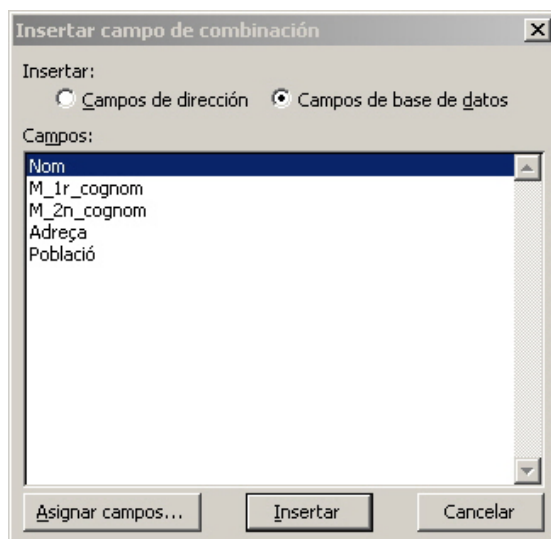 Insertar campo de combinación
Insertar:
Campos de dirección Campos de base de datos
Campos:
Nom
M_1r_cognom
M_2n_cognom
Adreça
Població
Asignar campos... Insertar Cancelar